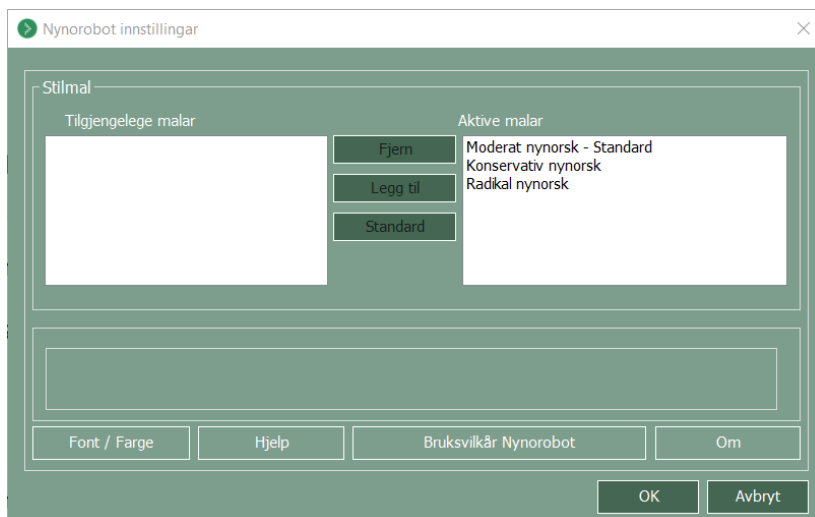 Nynorobot innstillingar
Stilmal
Tilgjengelege malar
Aktive malar
Fjern
Legg til
Standard
Moderat nynorsk - Standard
Konservativ nynorsk
Radikal nynorsk
Font / Farge
Hjelp
Bruksvilkår Nynorobot
Om
OK
Avbryt